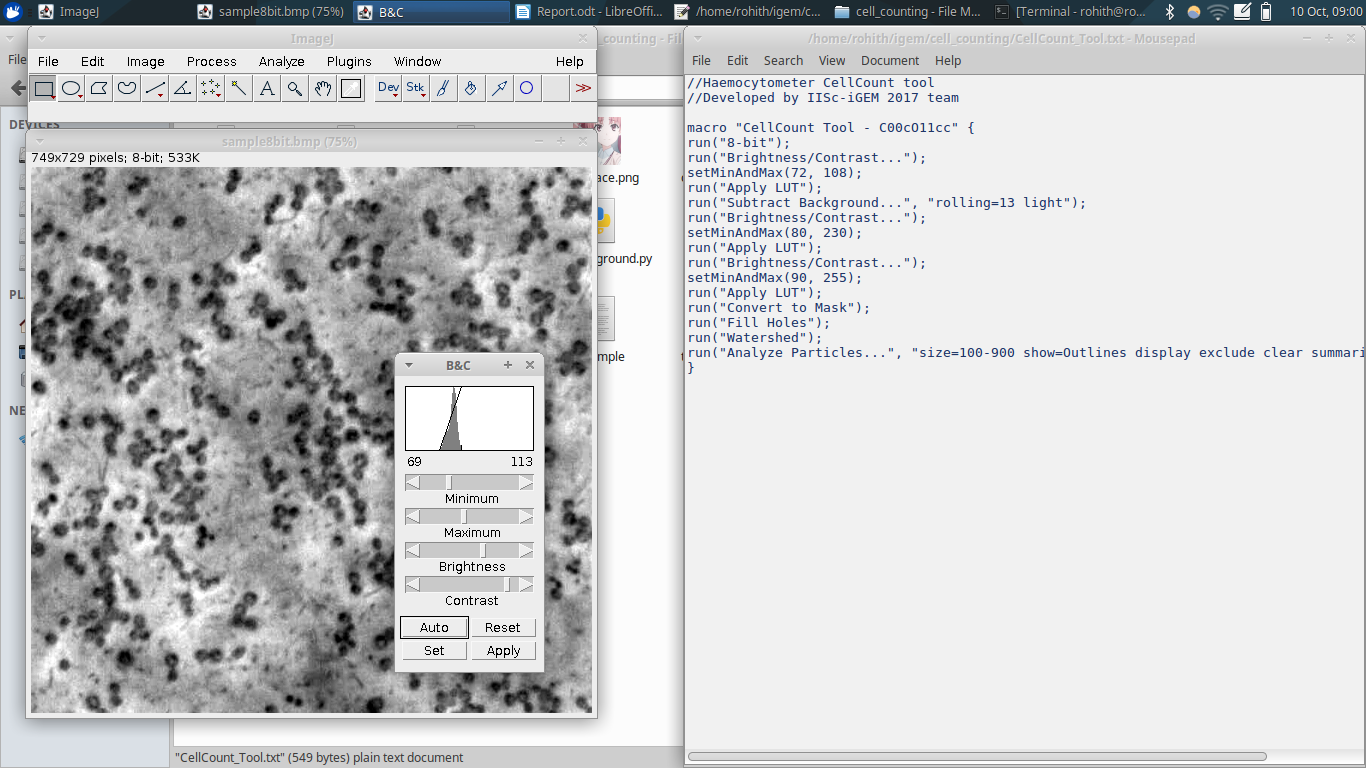 ImageJ
sample8bit.bmp (75%)
B&C
Report.odt - LibreOffi...
/home/rohith/igem/c...
cell_counting - File M...
[Terminal - rohith@ro...
10 Oct, 09:00
ImageJ
File Edit Image Process Analyze Plugins Window Help
A
Dev Stk
>>
_counting - Fil
File
DEVICES
sample8bit.bmp (75%)
749x729 pixels; 8-bit; 533K
ace.png
ground.py
mple
B&C
69 113
Minimum
Maximum
Brightness
Contrast
Auto Reset
Set Apply
"CellCount_Tool.txt" (549 bytes) plain text document
/home/rohith/igem/cell_counting/CellCount_Tool.txt - Mousepad
File Edit Search View Document Help
//Haemocytometer CellCount tool
//Developed by IISc-iGEM 2017 team
macro "CellCount Tool - C00cO11cc" {
run("8-bit");
run("Brightness/Contrast...");
setMinAndMax(72, 108);
run("Apply LUT");
run("Subtract Background...", "rolling=13 light");
run("Brightness/Contrast...");
setMinAndMax(80, 230);
run("Apply LUT");
run("Brightness/Contrast...");
setMinAndMax(90, 255);
run("Apply LUT");
run("Convert to Mask");
run("Fill Holes");
run("Watershed");
run("Analyze Particles...", "size=100-900 show=Outlines display exclude clear summari
}